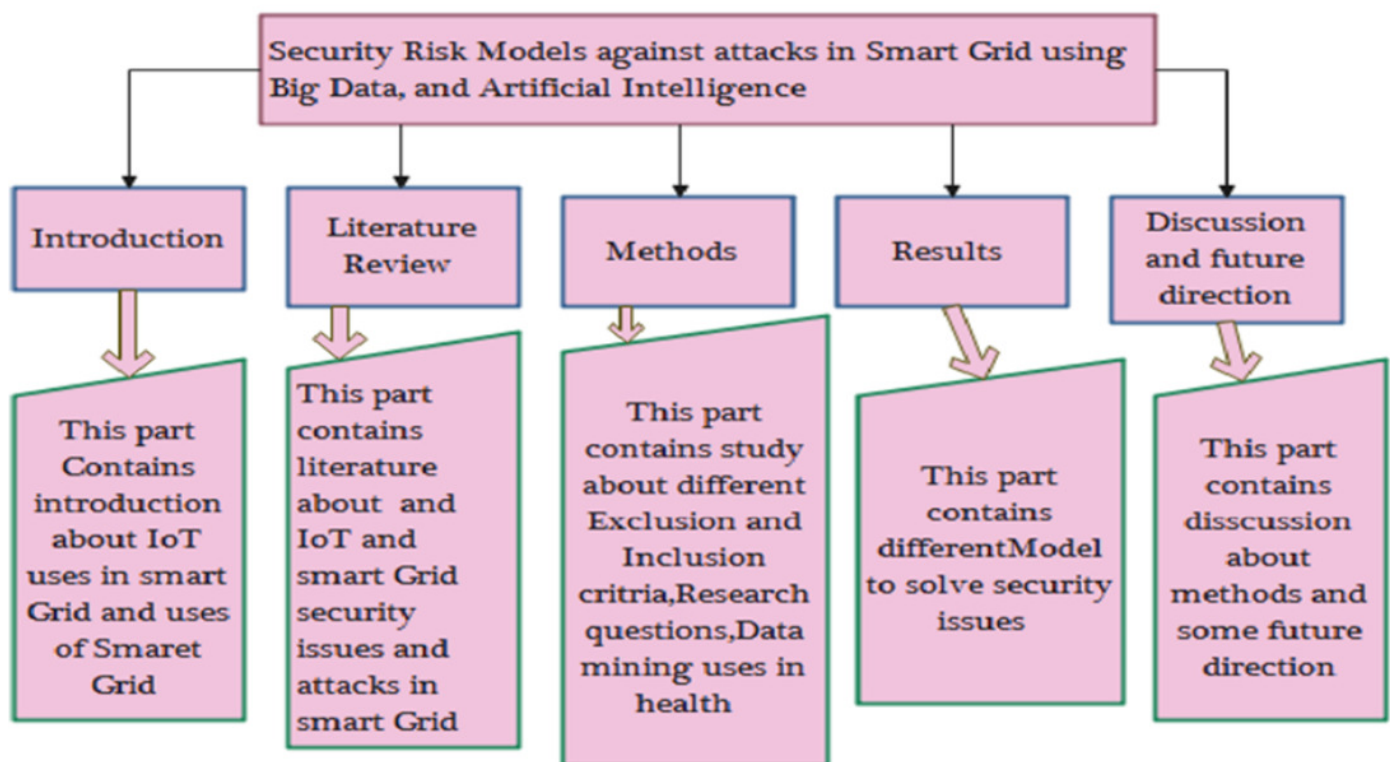 Security Risk Models against attacks in Smart Grid using
Big Data, and Artificial Intelligence
Introduction
Literature
Review
Methods
Results
Discussion
and future
direction
This part
Contains
introduction
about IoT
uses in smart
Grid and uses
of Smaret
Grid
This part
contains
literature
about and
IoT and
smart Grid
security
issues and
attacks in
smart Grid
This part
contains study
about different
Exclusion and
Inclusion
critria,Research
questions,Data
mining uses in
health
This part
contains
differentModel
to solve security
issues
This part
contains
disscussion
about
methods and
some future
direction